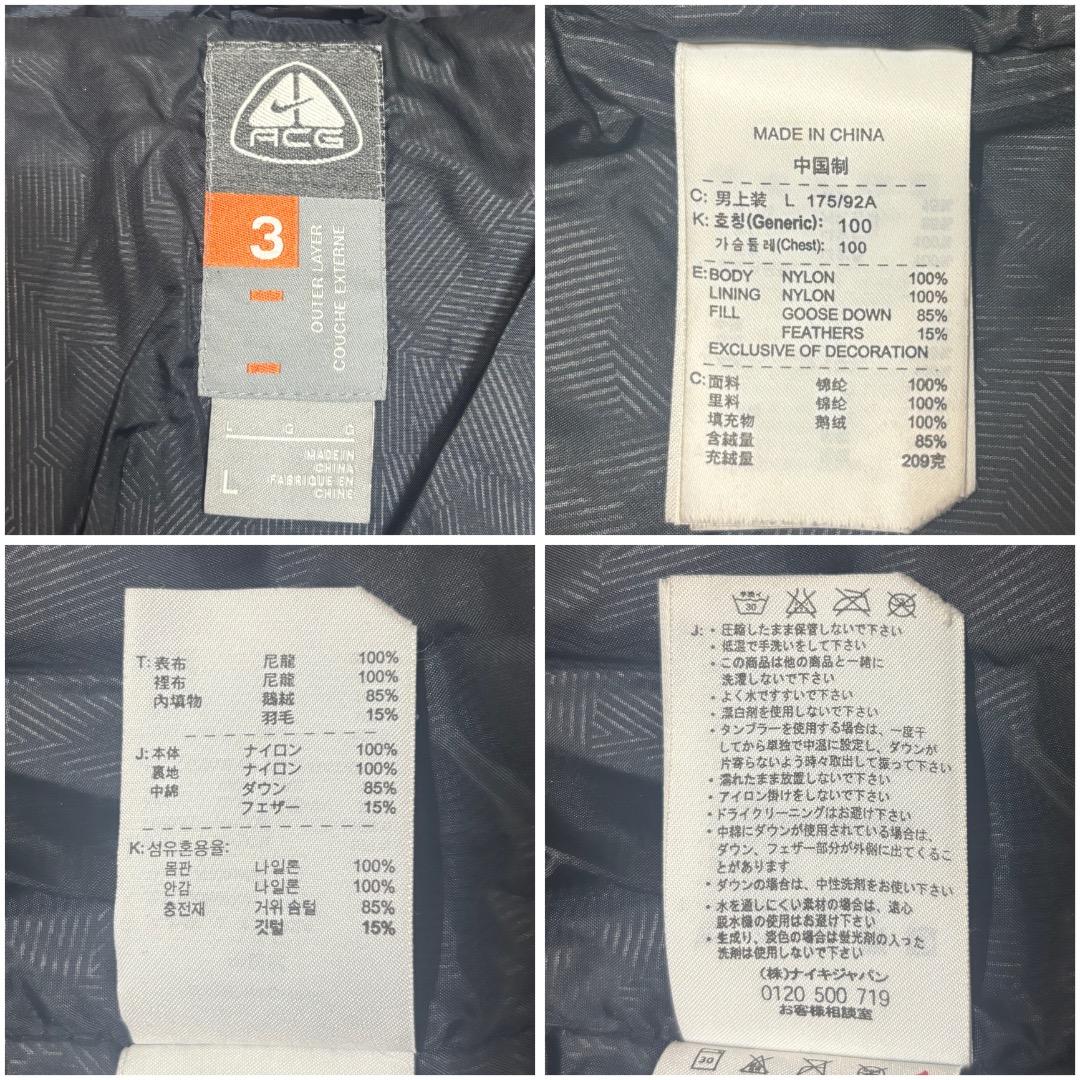 ACG
3
OUTER LAYER
COUCHE EXTERNE
L G G
L
MADE IN
CHINA
FABRIQUE EN
CHINE
MADE IN CHINA
中国制
C: 男上装 L 175/92A
K: 호칭(Generic): 100
가슴둘레(Chest): 100
E: BODY NYLON 100%
LINING NYLON 100%
FILL GOOSE DOWN 85%
FEATHERS 15%
EXCLUSIVE OF DECORATION
C: 面料 锦纶 100%
里料 锦纶 100%
填充物 鹅绒 100%
含絨量 85%
充絨量 209克
T: 表布 尼龍 100%
裡布 尼龍 100%
內填物 鵝絨 85%
羽毛 15%
J: 本体 ナイロン 100%
裏地 ナイロン 100%
中綿 ダウン 85%
フェザー 15%
K: 섬유혼용율:
몸판 나일론 100%
안감 나일론 100%
충전재 거위 솜털 85%
깃털 15%
手洗イ
30
J: ・圧縮したまま保管しないで下さい
・低温で手洗いをして下さい
・この商品は他の商品と一緒に
洗濯しないで下さい
・よく水ですすいで下さい
・漂白剤を使用しないで下さい
・タンブラーを使用する場合は、一度干
してから単独で中温に設定し、ダウンが
片寄らないよう時々取出して振って下さい
・濡れたまま放置しないで下さい
・アイロン掛けをしないで下さい
・ドライクリーニングはお避け下さい
・中綿にダウンが使用されている場合は、
ダウン、フェザー部分が外側に出てくるこ
とがあります
・ダウンの場合は、中性洗剤をお使い下さい
・水を通しにくい素材の場合は、遠心
脱水機の使用はお避け下さい
・生成り、淡色の場合は蛍光剤の入った
洗剤は使用しないで下さい
(株)ナイキジャパン
0120 500 719
お客様相談室
30